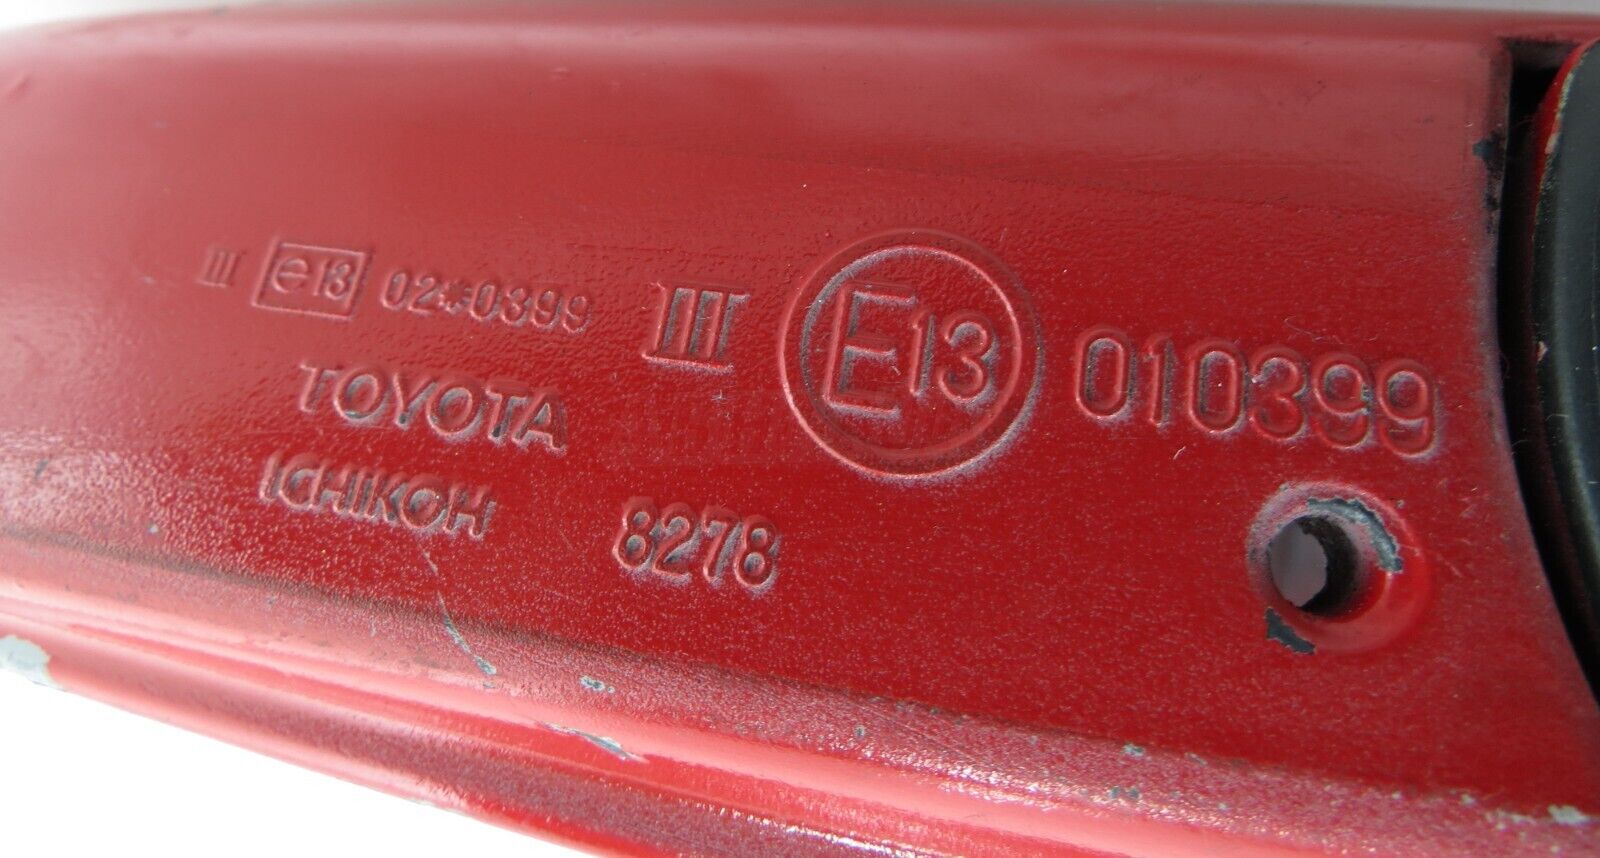 III e13 02*0399 III E13 010399
TOYOTA
ICHIKOH 8278